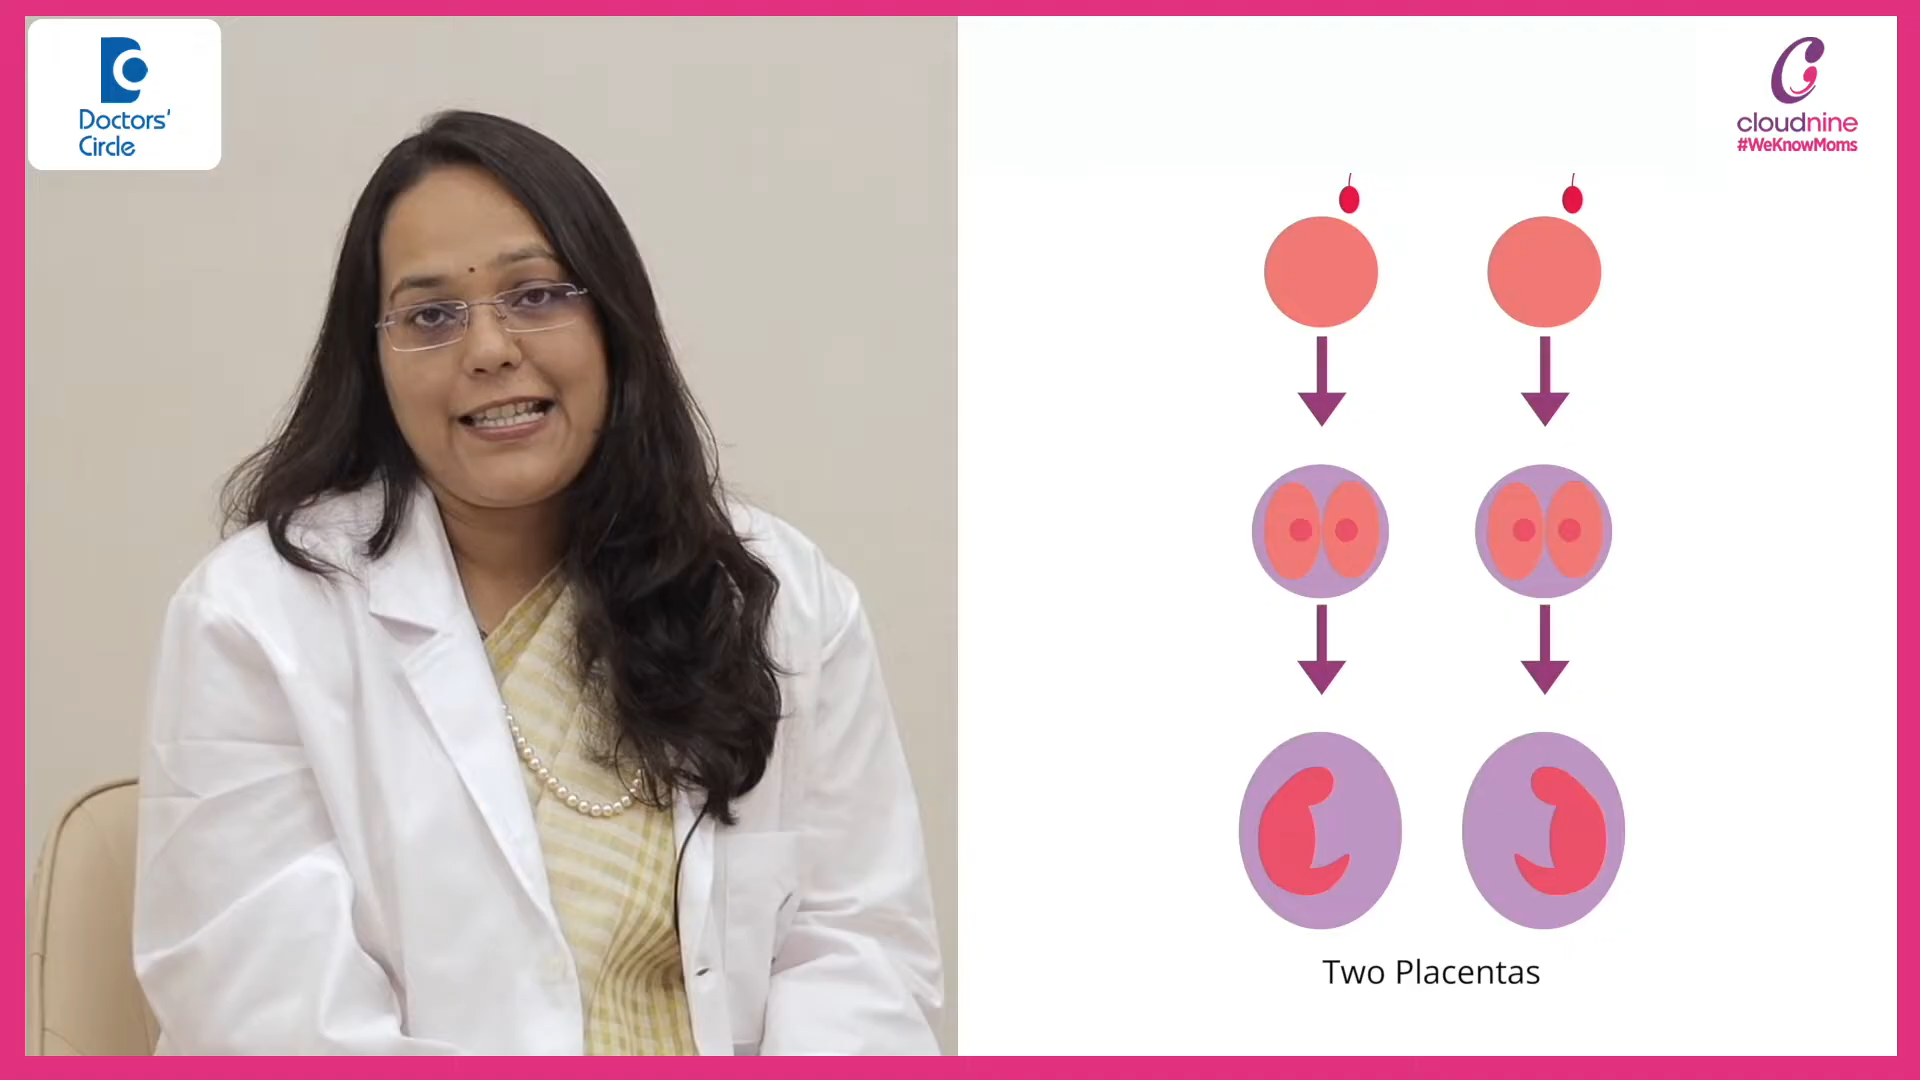 Doctors'
Circle
cloudnine
#WeKnowMoms
Two Placentas